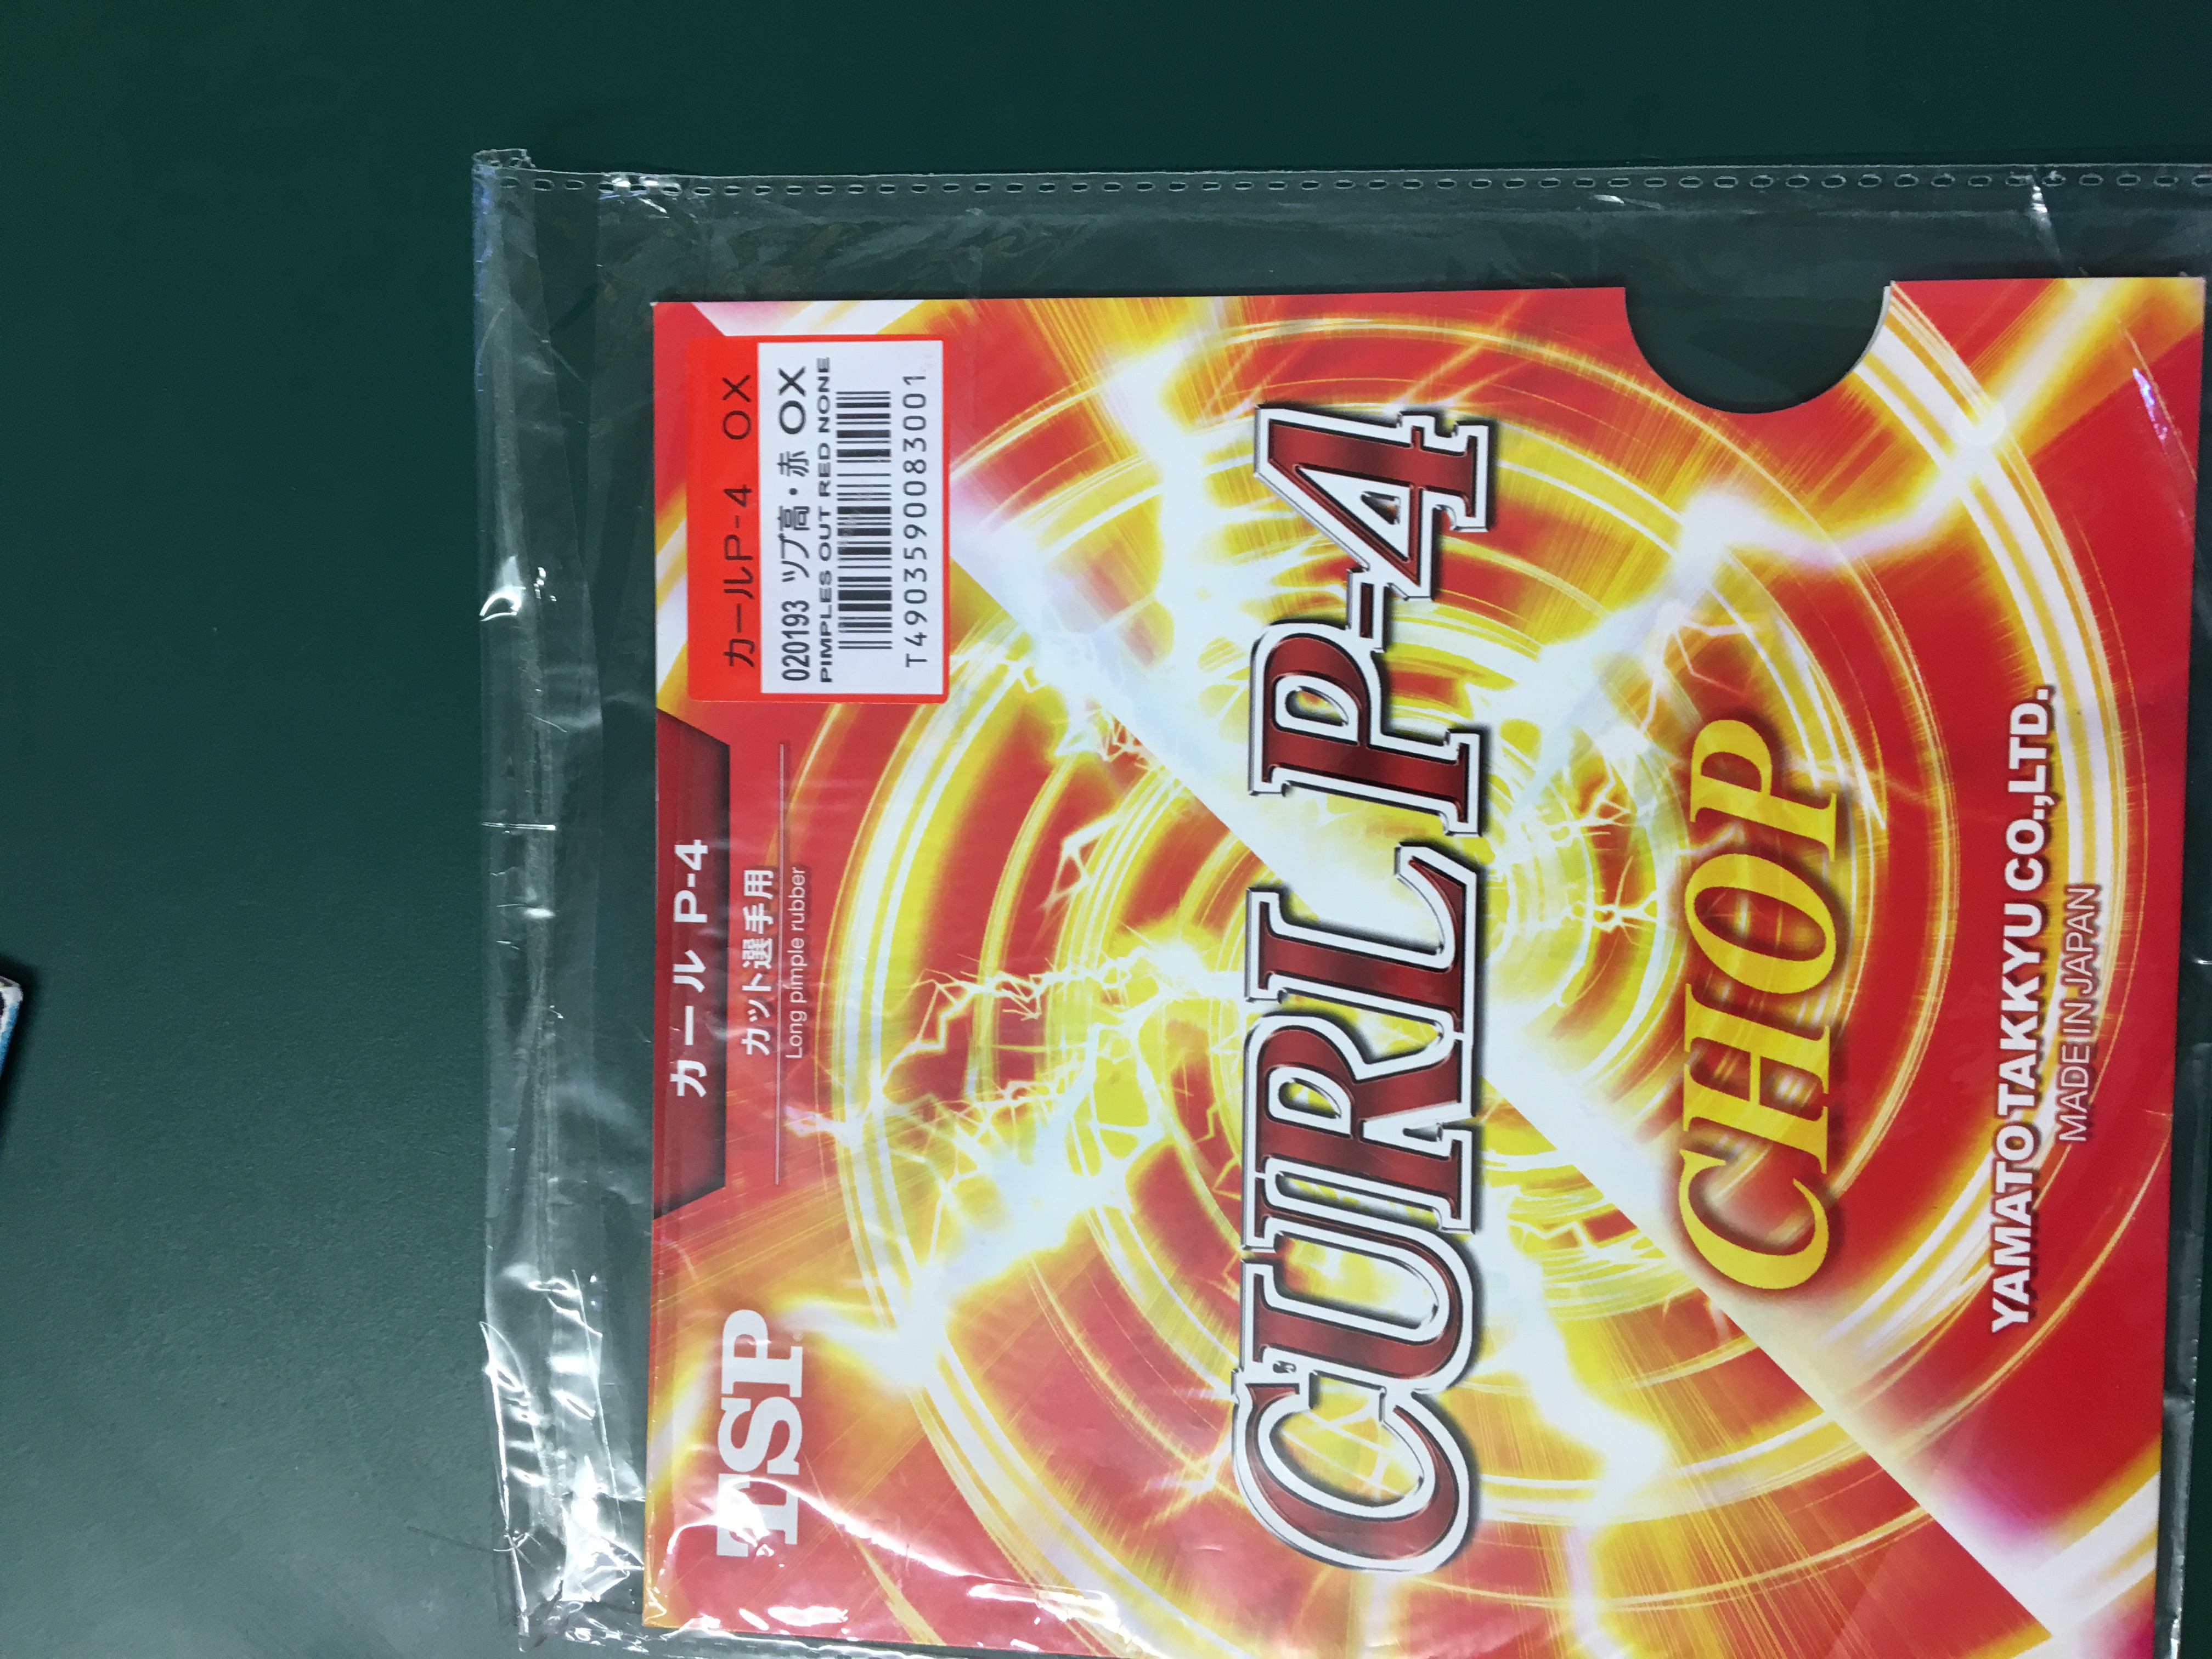 TSP
カール P-4
カット選手用
Long pimple rubber
カールP-4 OX
020193 ツブ高・赤 OX
PIMPLES OUT RED NONE
T4903590083001
CURL P-4
CHOP
YAMATO TAKKYU CO.,LTD.
MADE IN JAPAN